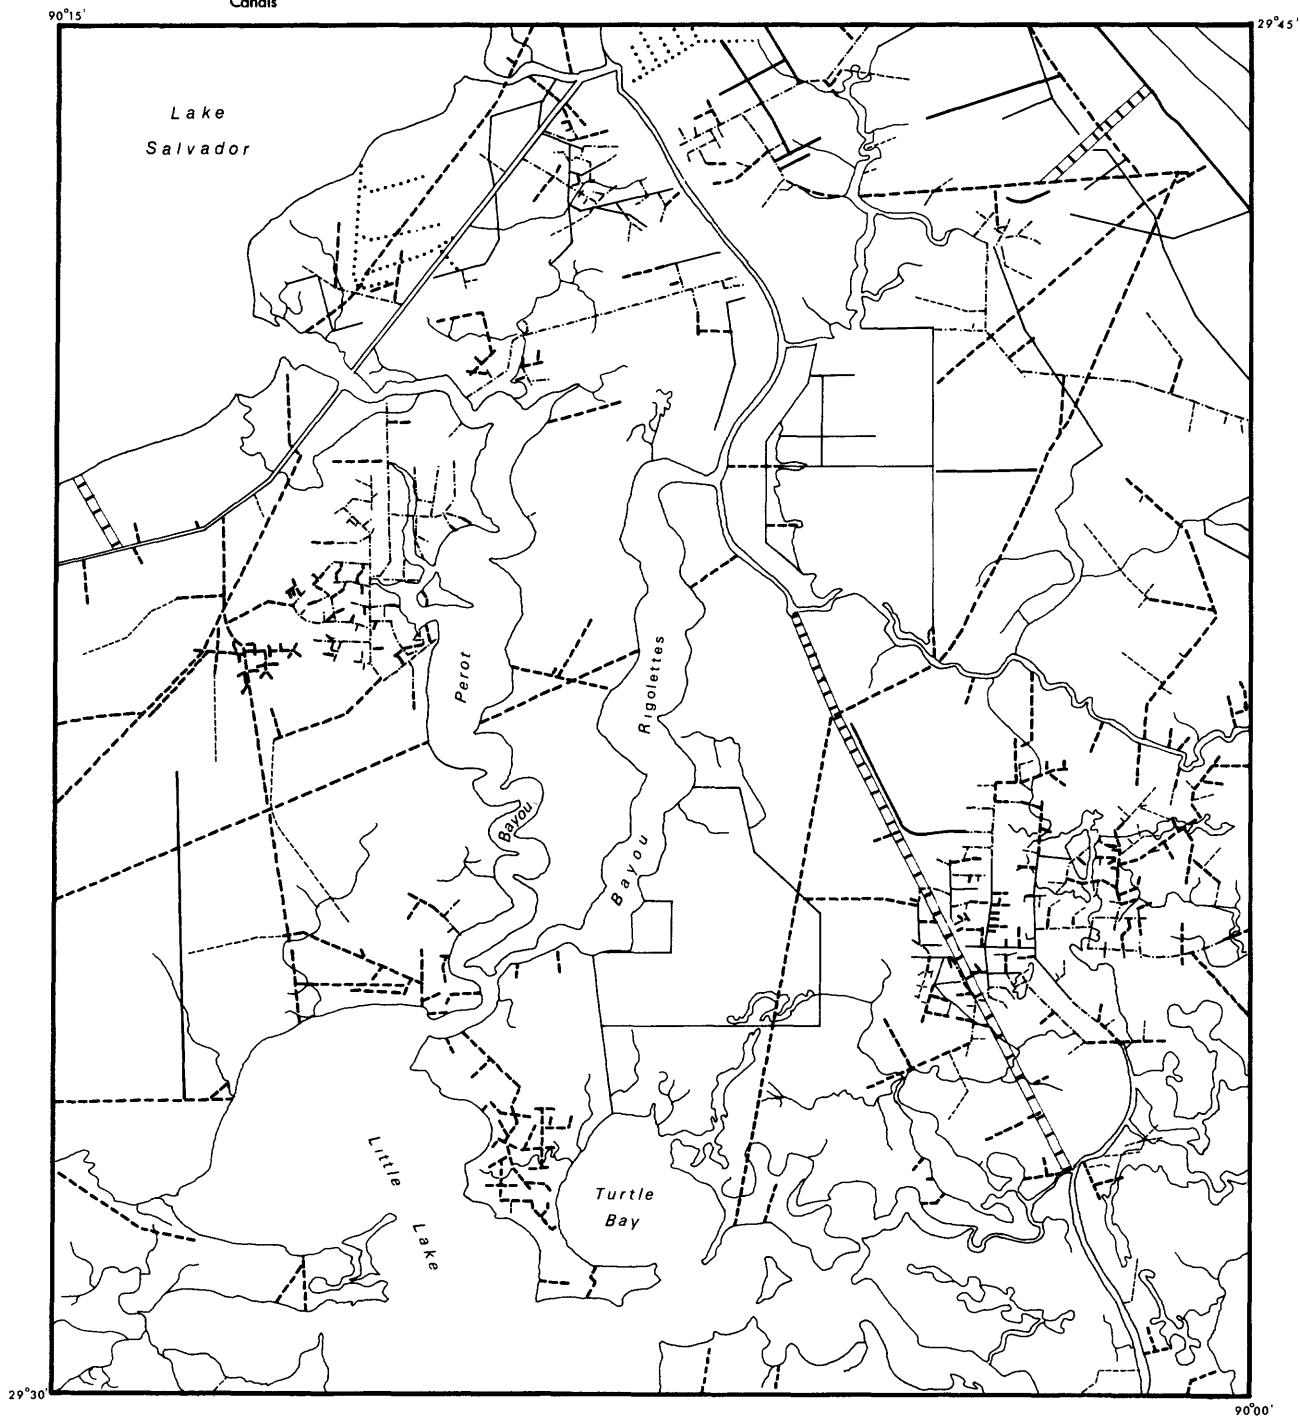 Canals
90°15'
29°45'
Lake
Salvador
Perot
Rigolettes
Bayou
Bayou
Little
Lake
Turtle
Bay
29°30'
90°00'